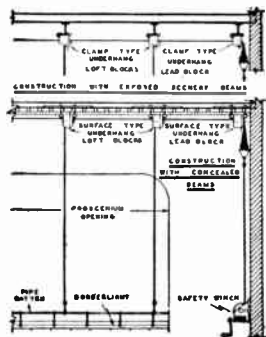 CLAMP TYPE
UNDERHUNG
LOFT BLOCKS
CLAMP TYPE
UNDERHUNG
LEAD BLOCK
CONSTRUCTION WITH EXPOSED SCENERY BEAMS
SURFACE TYPE
UNDERHUNG
LOFT BLOCKS
SURFACE TYPE
UNDERHUNG
LEAD BLOCK
CONSTRUCTION
WITH CONCEALED
BEAMS
PROSCENIUM
OPENING
PIPE
BATTEN
BORDERLIGHT
SAFETY WINCH